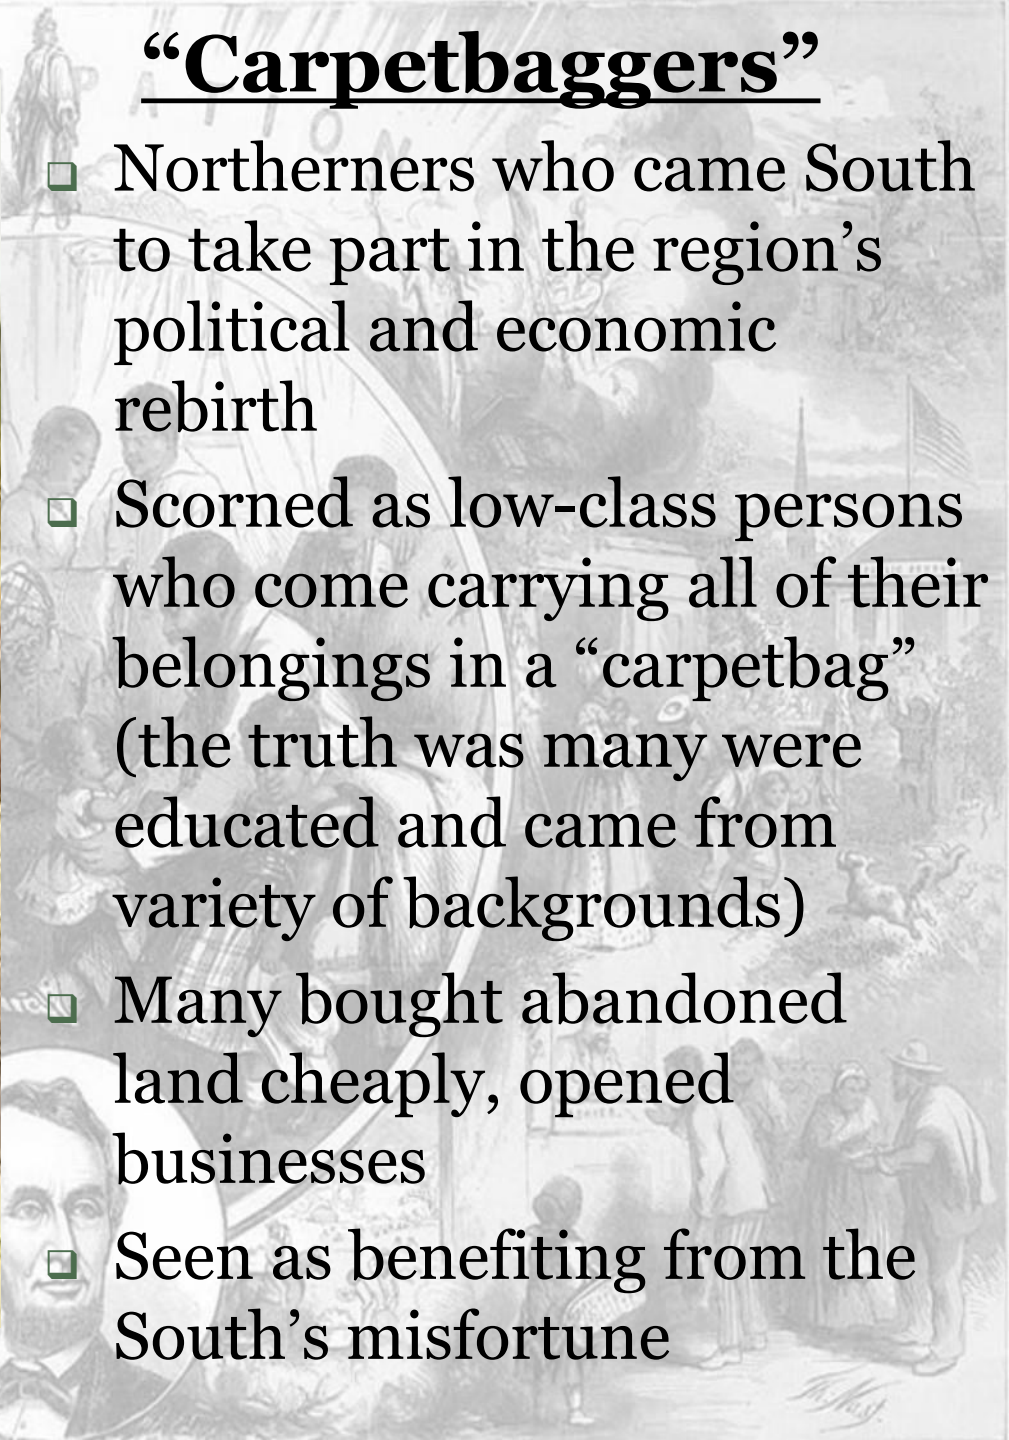 “Carpetbaggers”
Northerners who came South
to take part in the region’s
political and economic
rebirth
Scorned as low-class persons
who come carrying all of their
belongings in a “carpetbag”
(the truth was many were
educated and came from
variety of backgrounds)
Many bought abandoned
land cheaply, opened
businesses
Seen as benefiting from the
South’s misfortune
Th. Nast